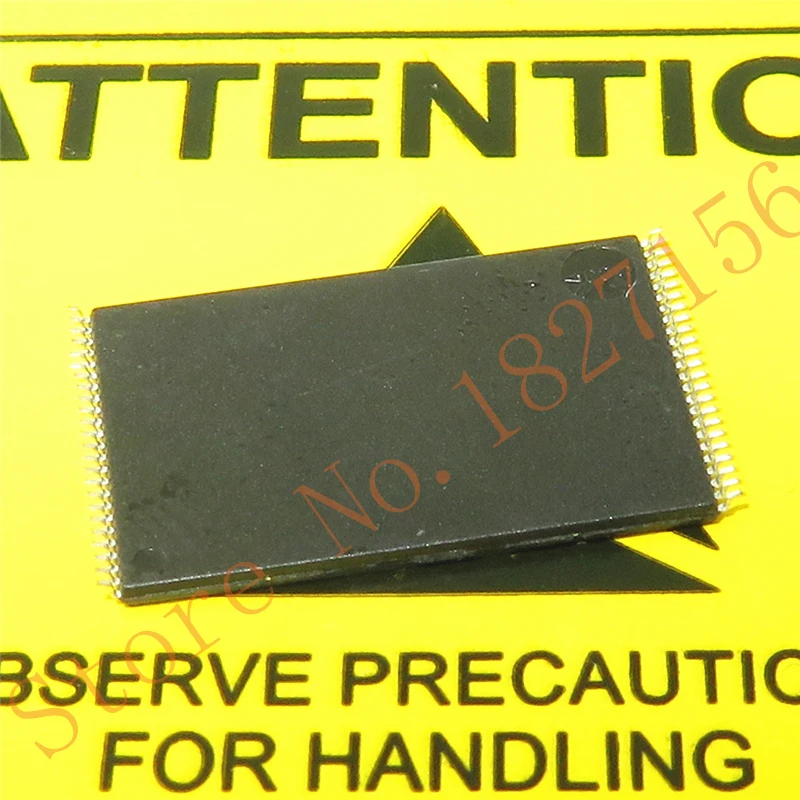 ATTENTIO
BSERVE PRECAUTIO
FOR HANDLING
Store No. 1827156